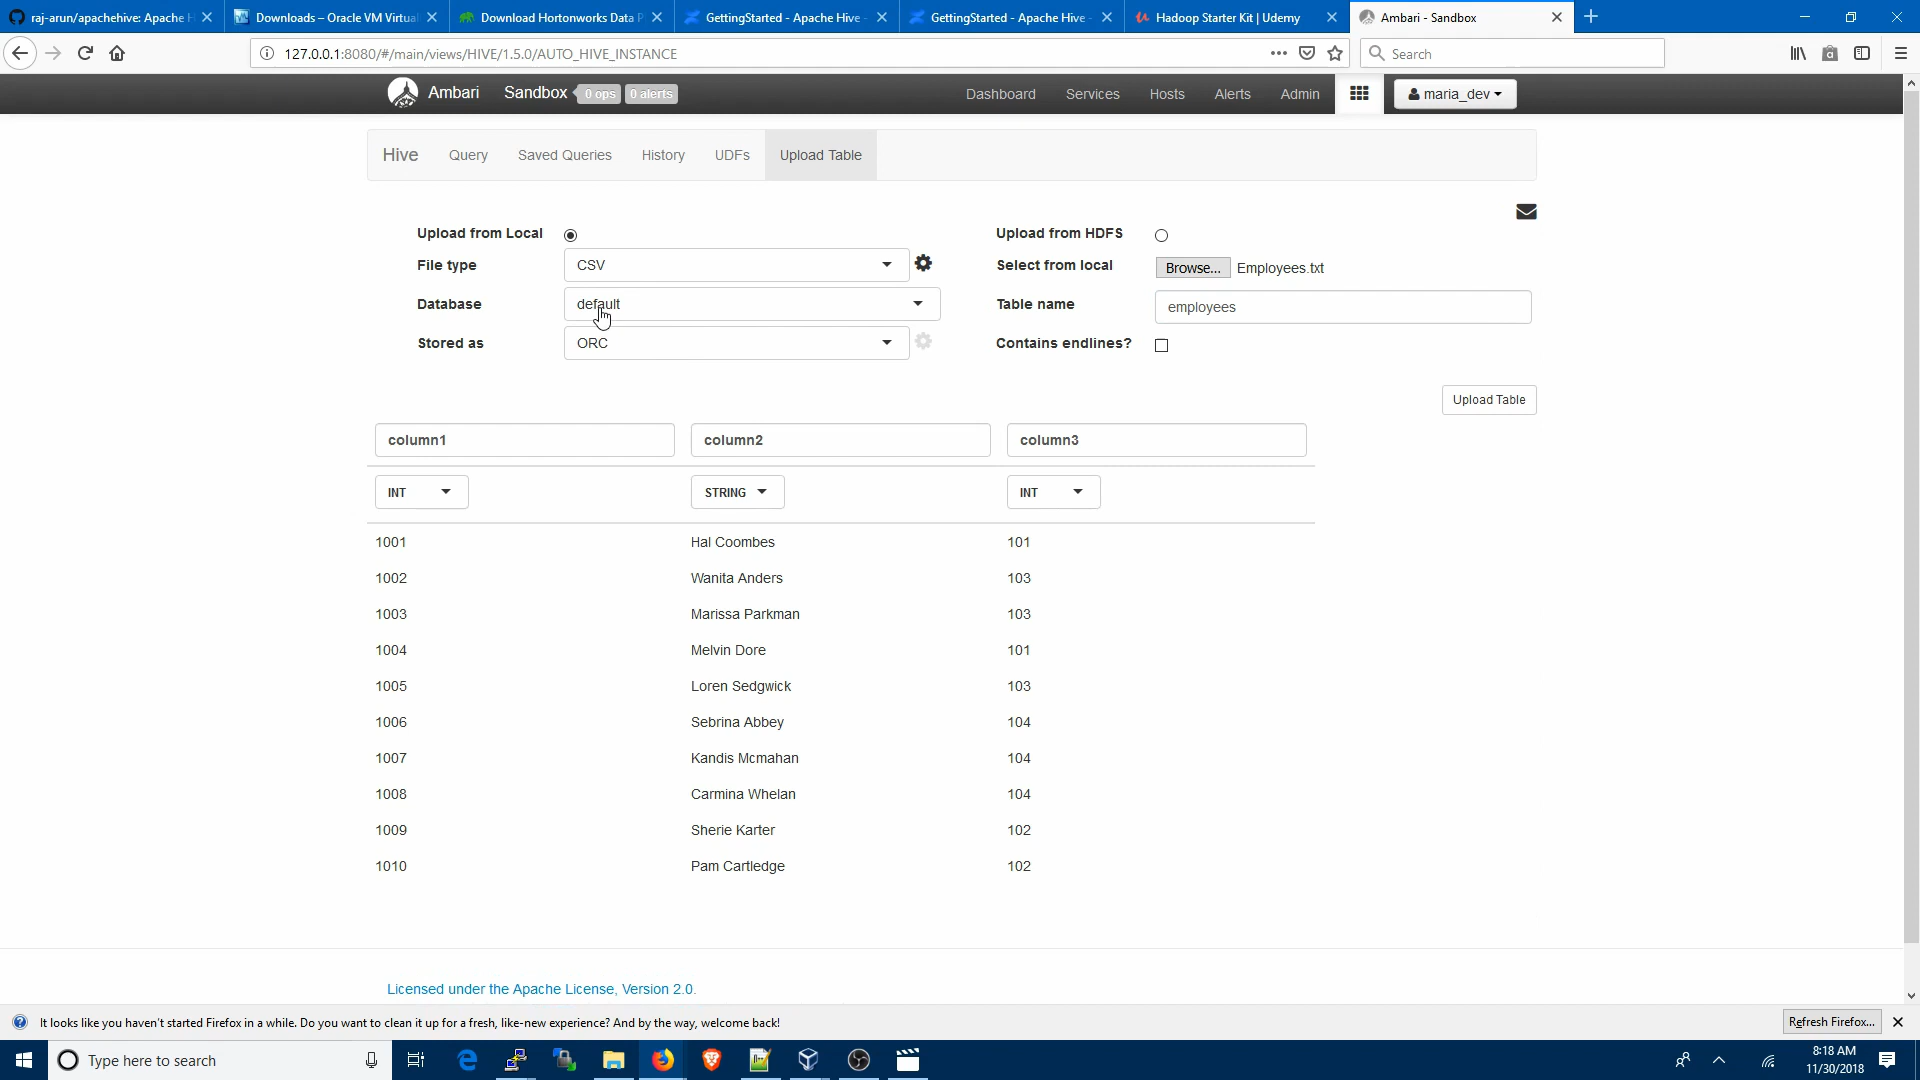 raj-arun/apachehive: Apache H
Downloads – Oracle VM Virtual
Download Hortonworks Data P
GettingStarted - Apache Hive -
GettingStarted - Apache Hive -
Hadoop Starter Kit | Udemy
Ambari - Sandbox
127.0.0.1:8080/#/main/views/HIVE/1.5.0/AUTO_HIVE_INSTANCE
Search
Ambari Sandbox 0 ops 0 alerts
Dashboard Services Hosts Alerts Admin maria_dev
Hive Query Saved Queries History UDFs Upload Table
Upload from Local Upload from HDFS
File type CSV Select from local Browse... Employees.txt
Database default Table name employees
Stored as ORC Contains endlines?
Upload Table
column1 column2 column3
INT STRING INT
1001 Hal Coombes 101
1002 Wanita Anders 103
1003 Marissa Parkman 103
1004 Melvin Dore 101
1005 Loren Sedgwick 103
1006 Sebrina Abbey 104
1007 Kandis Mcmahan 104
1008 Carmina Whelan 104
1009 Sherie Karter 102
1010 Pam Cartledge 102
Licensed under the Apache License, Version 2.0.
It looks like you haven't started Firefox in a while. Do you want to clean it up for a fresh, like-new experience? And by the way, welcome back!
Refresh Firefox...
Type here to search
8:18 AM
11/30/2018